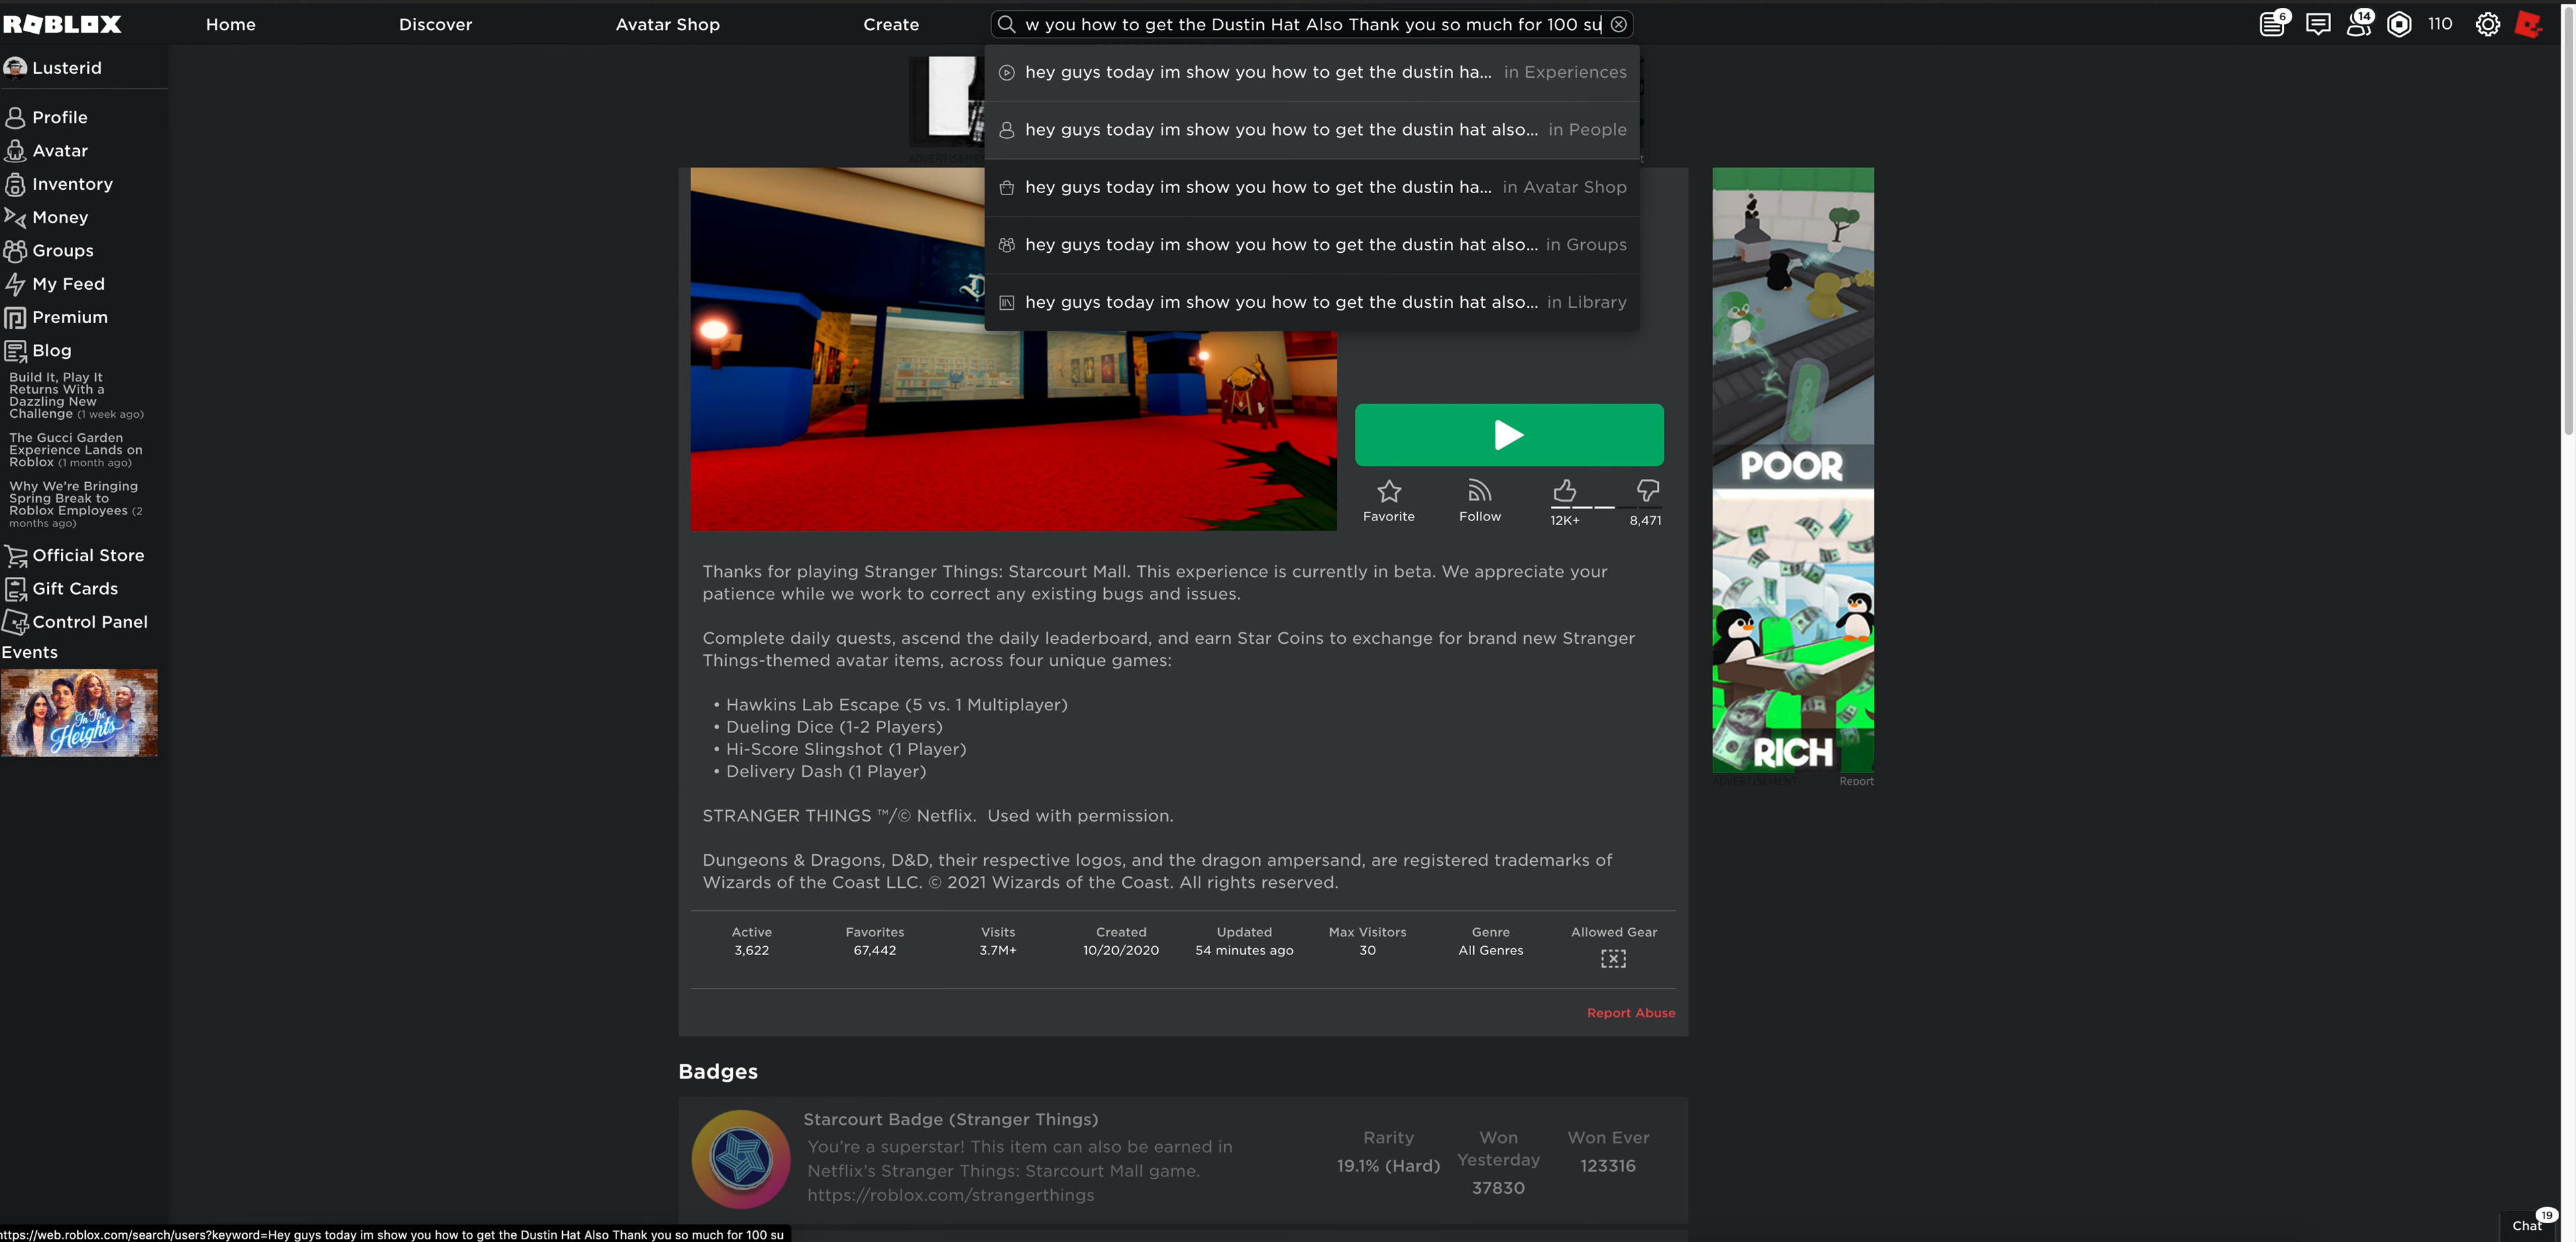 ROBLOX
Home
Discover
Avatar Shop
Create
w you how to get the Dustin Hat Also Thank you so much for 100 su
6
14
110
Lusterid
Profile
Avatar
Inventory
Money
Groups
My Feed
Premium
Blog
Build It, Play It
Returns With a
Dazzling New
Challenge (1 week ago)
The Gucci Garden
Experience Lands on
Roblox (1 month ago)
Why We're Bringing
Spring Break to
Roblox Employees (2
months ago)
Official Store
Gift Cards
Control Panel
Events
In The
Heights
hey guys today im show you how to get the dustin ha... in Experiences
hey guys today im show you how to get the dustin hat also... in People
hey guys today im show you how to get the dustin ha... in Avatar Shop
hey guys today im show you how to get the dustin hat also... in Groups
hey guys today im show you how to get the dustin hat also... in Library
Favorite
Follow
12K+
8,471
Thanks for playing Stranger Things: Starcourt Mall. This experience is currently in beta. We appreciate your
patience while we work to correct any existing bugs and issues.
Complete daily quests, ascend the daily leaderboard, and earn Star Coins to exchange for brand new Stranger
Things-themed avatar items, across four unique games:
• Hawkins Lab Escape (5 vs. 1 Multiplayer)
• Dueling Dice (1-2 Players)
• Hi-Score Slingshot (1 Player)
• Delivery Dash (1 Player)
STRANGER THINGS ™/© Netflix.  Used with permission.
Dungeons & Dragons, D&D, their respective logos, and the dragon ampersand, are registered trademarks of
Wizards of the Coast LLC. © 2021 Wizards of the Coast. All rights reserved.
Active
3,622
Favorites
67,442
Visits
3.7M+
Created
10/20/2020
Updated
54 minutes ago
Max Visitors
30
Genre
All Genres
Allowed Gear
Report Abuse
POOR
RICH
ADVERTISEMENT
Report
Badges
Starcourt Badge (Stranger Things)
You're a superstar! This item can also be earned in
Netflix's Stranger Things: Starcourt Mall game.
https://roblox.com/strangerthings
Rarity
19.1% (Hard)
Won
Yesterday
37830
Won Ever
123316
Chat
19
ttps://web.roblox.com/search/users?keyword=Hey guys today im show you how to get the Dustin Hat Also Thank you so much for 100 su